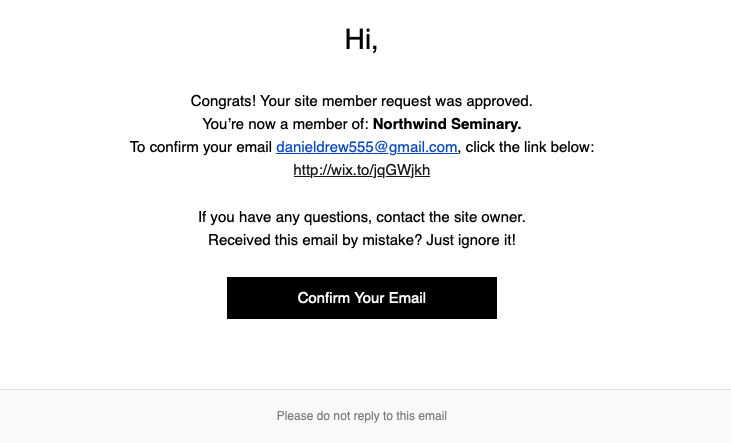 Hi,
Congrats! Your site member request was approved.
You're now a member of: Northwind Seminary.
To confirm your email danieldrew555@gmail.com, click the link below:
http://wix.to/jqGWjkh
If you have any questions, contact the site owner.
Received this email by mistake? Just ignore it!
Confirm Your Email
Please do not reply to this email